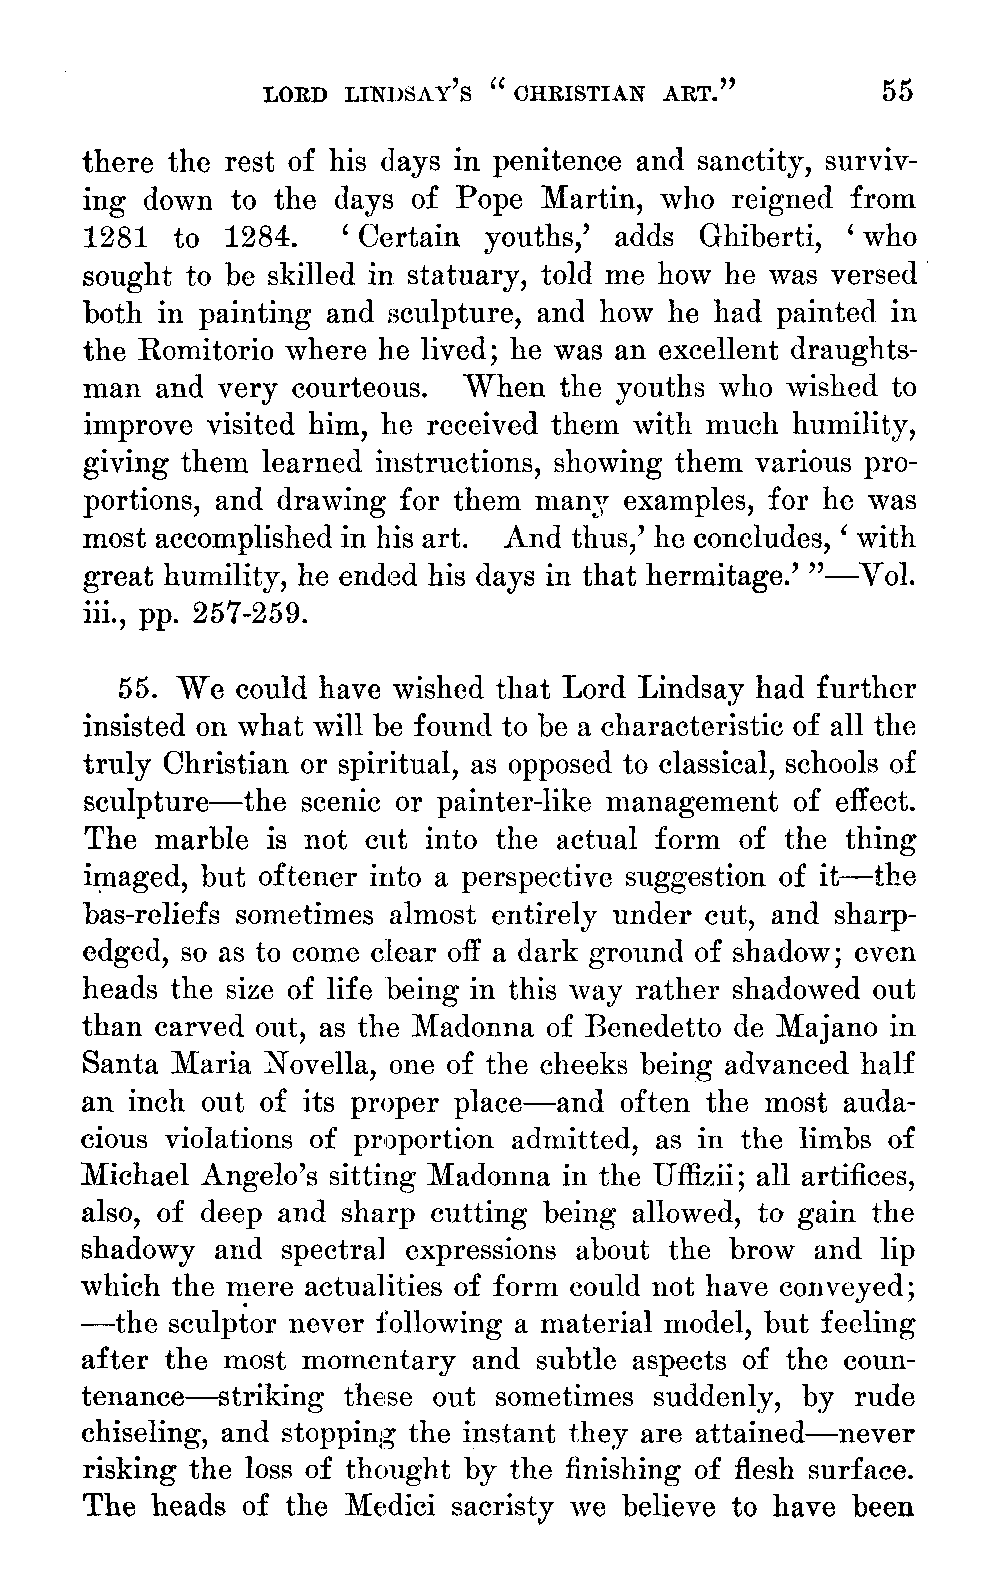 LORD LINDSAY'S "CHRISTIAN ART." 55
there the rest of his days in penitence and sanctity, surviv-
ing down to the days of Pope Martin, who reigned from
1281 to 1284. 'Certain youths,' adds Ghiberti, 'who
sought to be skilled in statuary, told me how he was versed
both in painting and sculpture, and how he had painted in
the Romitorio where he lived; he was an excellent draughts-
man and very courteous. When the youths who wished to
improve visited him, he received them with much humility,
giving them learned instructions, showing them various pro-
portions, and drawing for them many examples, for he was
most accomplished in his art. And thus,' he concludes, 'with
great humility, he ended his days in that hermitage.'"—Vol.
iii., pp. 257-259.
55. We could have wished that Lord Lindsay had further
insisted on what will be found to be a characteristic of all the
truly Christian or spiritual, as opposed to classical, schools of
sculpture—the scenic or painter-like management of effect.
The marble is not cut into the actual form of the thing
imaged, but oftener into a perspective suggestion of it—the
bas-reliefs sometimes almost entirely under cut, and sharp-
edged, so as to come clear off a dark ground of shadow; even
heads the size of life being in this way rather shadowed out
than carved out, as the Madonna of Benedetto de Majano in
Santa Maria Novella, one of the cheeks being advanced half
an inch out of its proper place—and often the most auda-
cious violations of proportion admitted, as in the limbs of
Michael Angelo's sitting Madonna in the Uffizii; all artifices,
also, of deep and sharp cutting being allowed, to gain the
shadowy and spectral expressions about the brow and lip
which the mere actualities of form could not have conveyed;
—the sculptor never following a material model, but feeling
after the most momentary and subtle aspects of the coun-
tenance—striking these out sometimes suddenly, by rude
chiseling, and stopping the instant they are attained—never
risking the loss of thought by the finishing of flesh surface.
The heads of the Medici sacristy we believe to have been